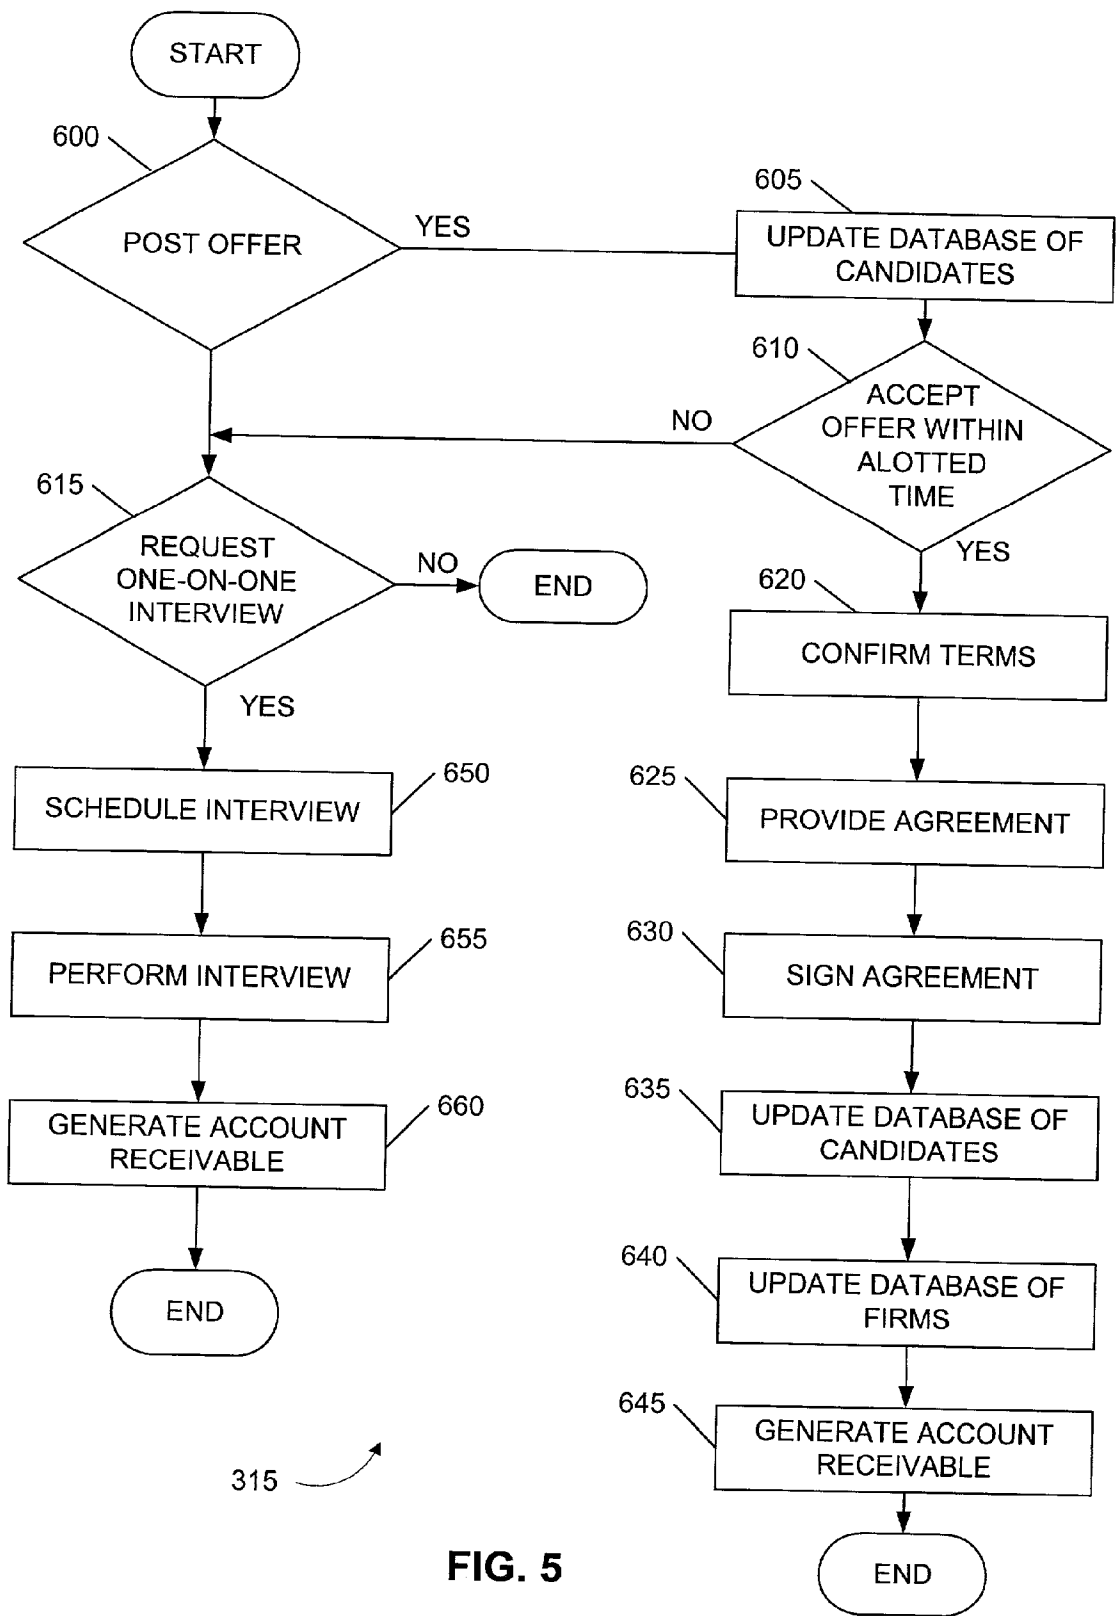 START
600
POST OFFER
YES
605
UPDATE DATABASE OF
CANDIDATES
610
ACCEPT
OFFER WITHIN
ALOTTED
TIME
NO
YES
615
REQUEST
ONE-ON-ONE
INTERVIEW
NO
END
YES
620
CONFIRM TERMS
SCHEDULE INTERVIEW
650
625
PROVIDE AGREEMENT
PERFORM INTERVIEW
655
630
SIGN AGREEMENT
GENERATE ACCOUNT
RECEIVABLE
660
635
UPDATE DATABASE OF
CANDIDATES
END
640
UPDATE DATABASE OF
FIRMS
645
GENERATE ACCOUNT
RECEIVABLE
315
END
FIG. 5